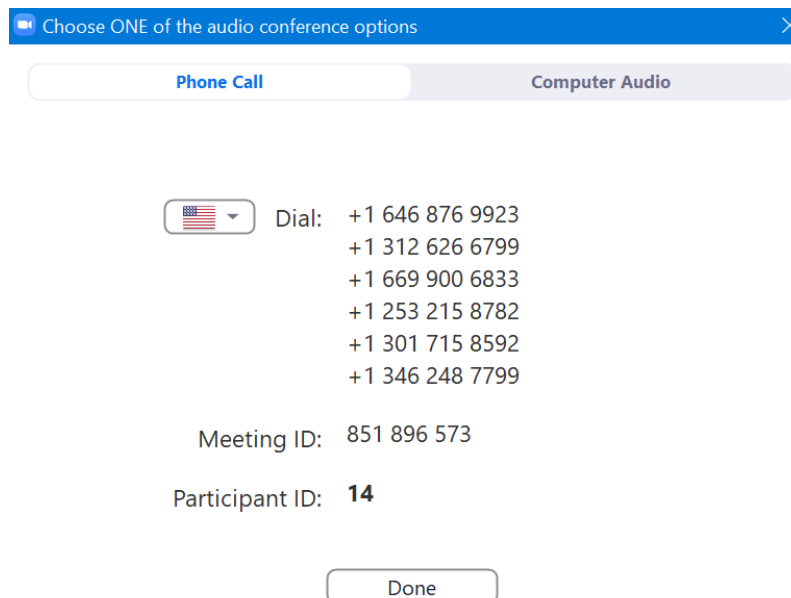 Choose ONE of the audio conference options
Phone Call Computer Audio
Dial: +1 646 876 9923
+1 312 626 6799
+1 669 900 6833
+1 253 215 8782
+1 301 715 8592
+1 346 248 7799
Meeting ID: 851 896 573
Participant ID: 14
Done